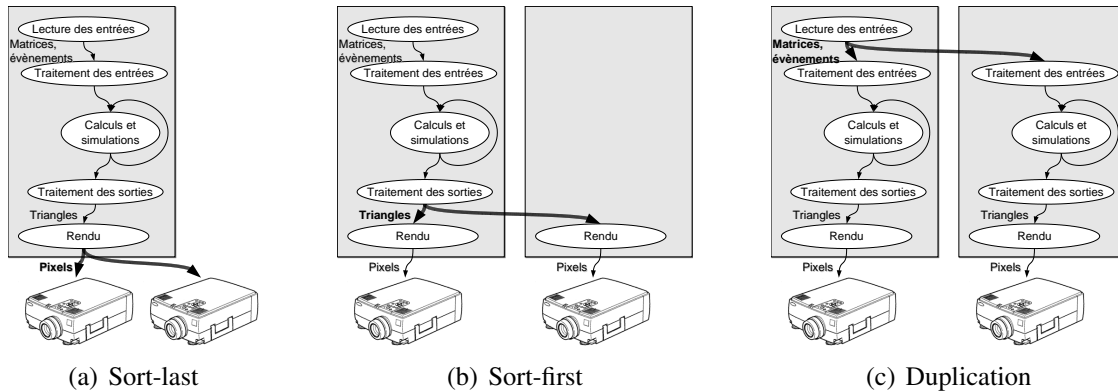 Lecture des entrées
Matrices,
évènements
Traitement des entrées
Calculs et
simulations
Traitement des sorties
Triangles
Rendu
Pixels
(a) Sort-last
Lecture des entrées
Matrices,
évènements
Traitement des entrées
Calculs et
simulations
Traitement des sorties
Triangles
Rendu
Rendu
Pixels
Pixels
(b) Sort-first
Lecture des entrées
Matrices,
évènements
Traitement des entrées
Calculs et
simulations
Traitement des sorties
Triangles
Rendu
Pixels
Traitement des entrées
Calculs et
simulations
Traitement des sorties
Triangles
Rendu
Pixels
(c) Duplication